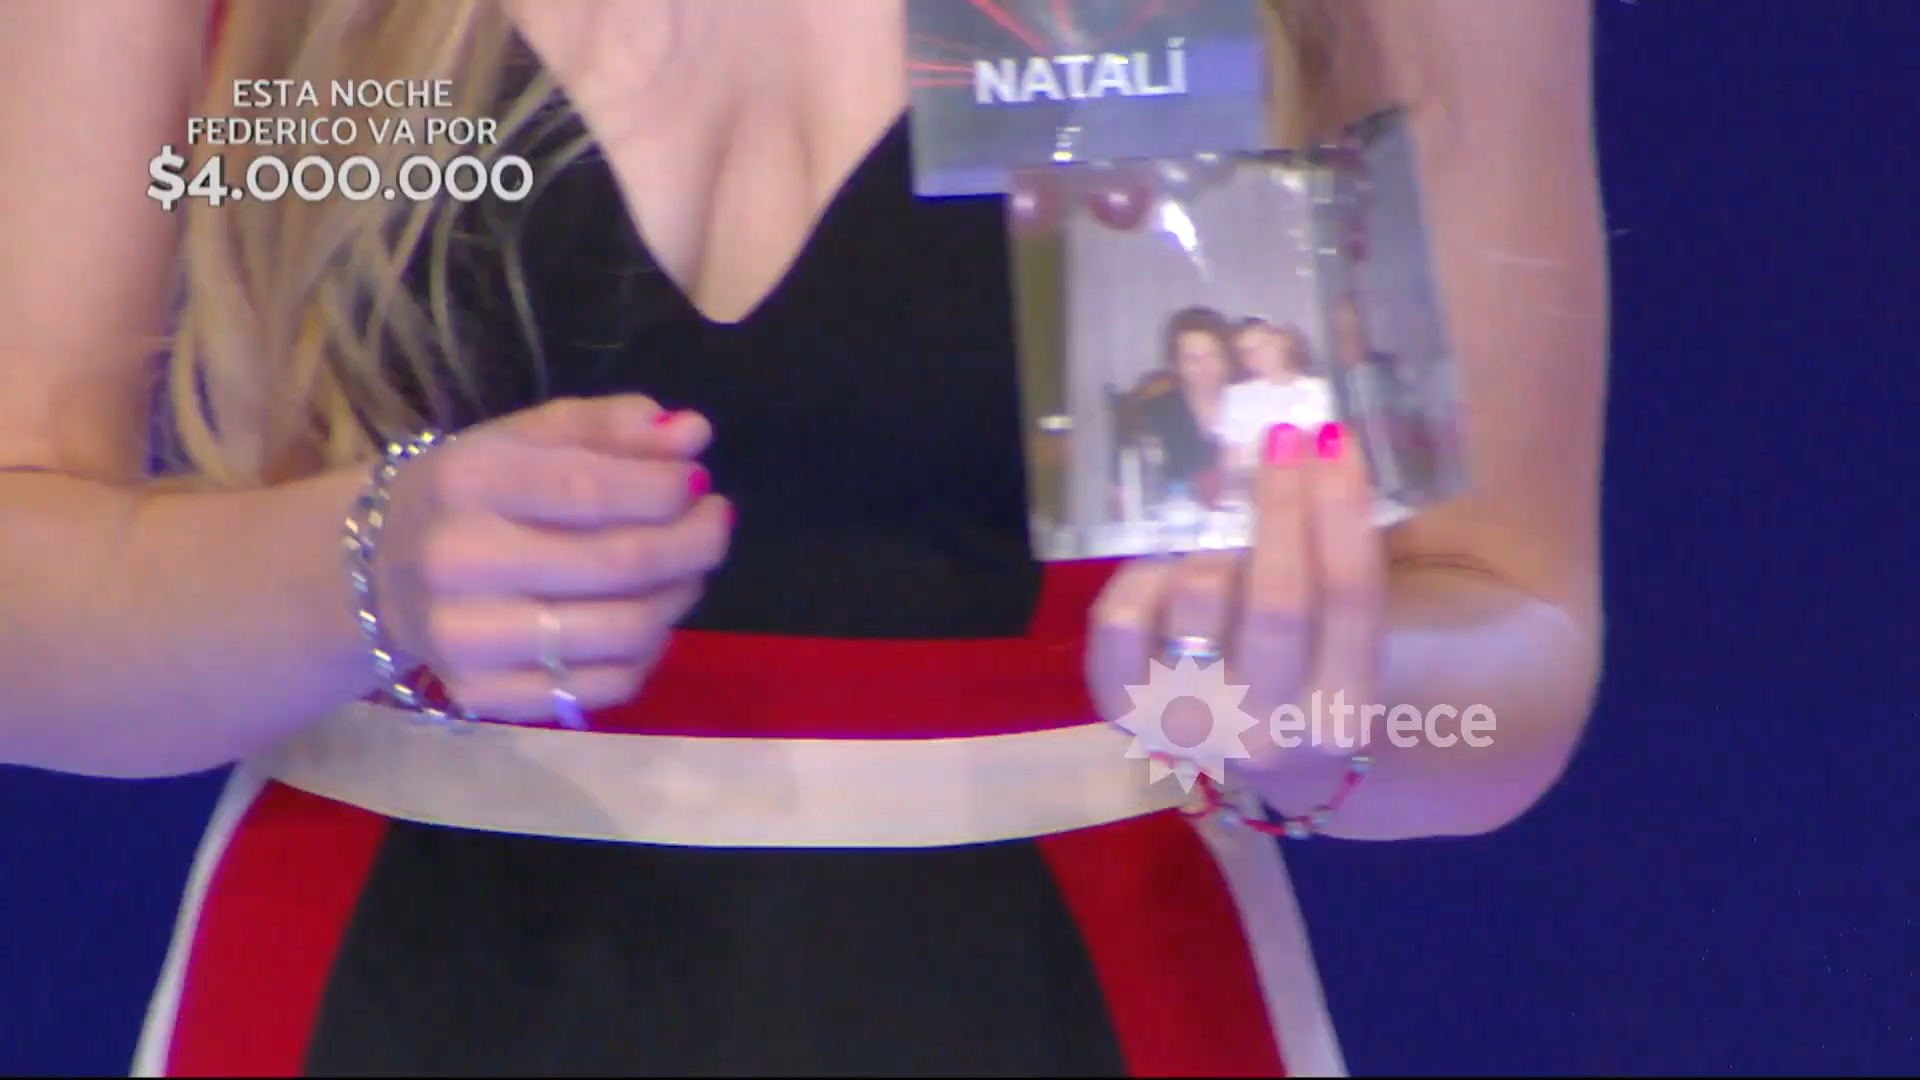 ESTA NOCHE
FEDERICO VA POR
$4.000.000
NATALÍ
eltrece